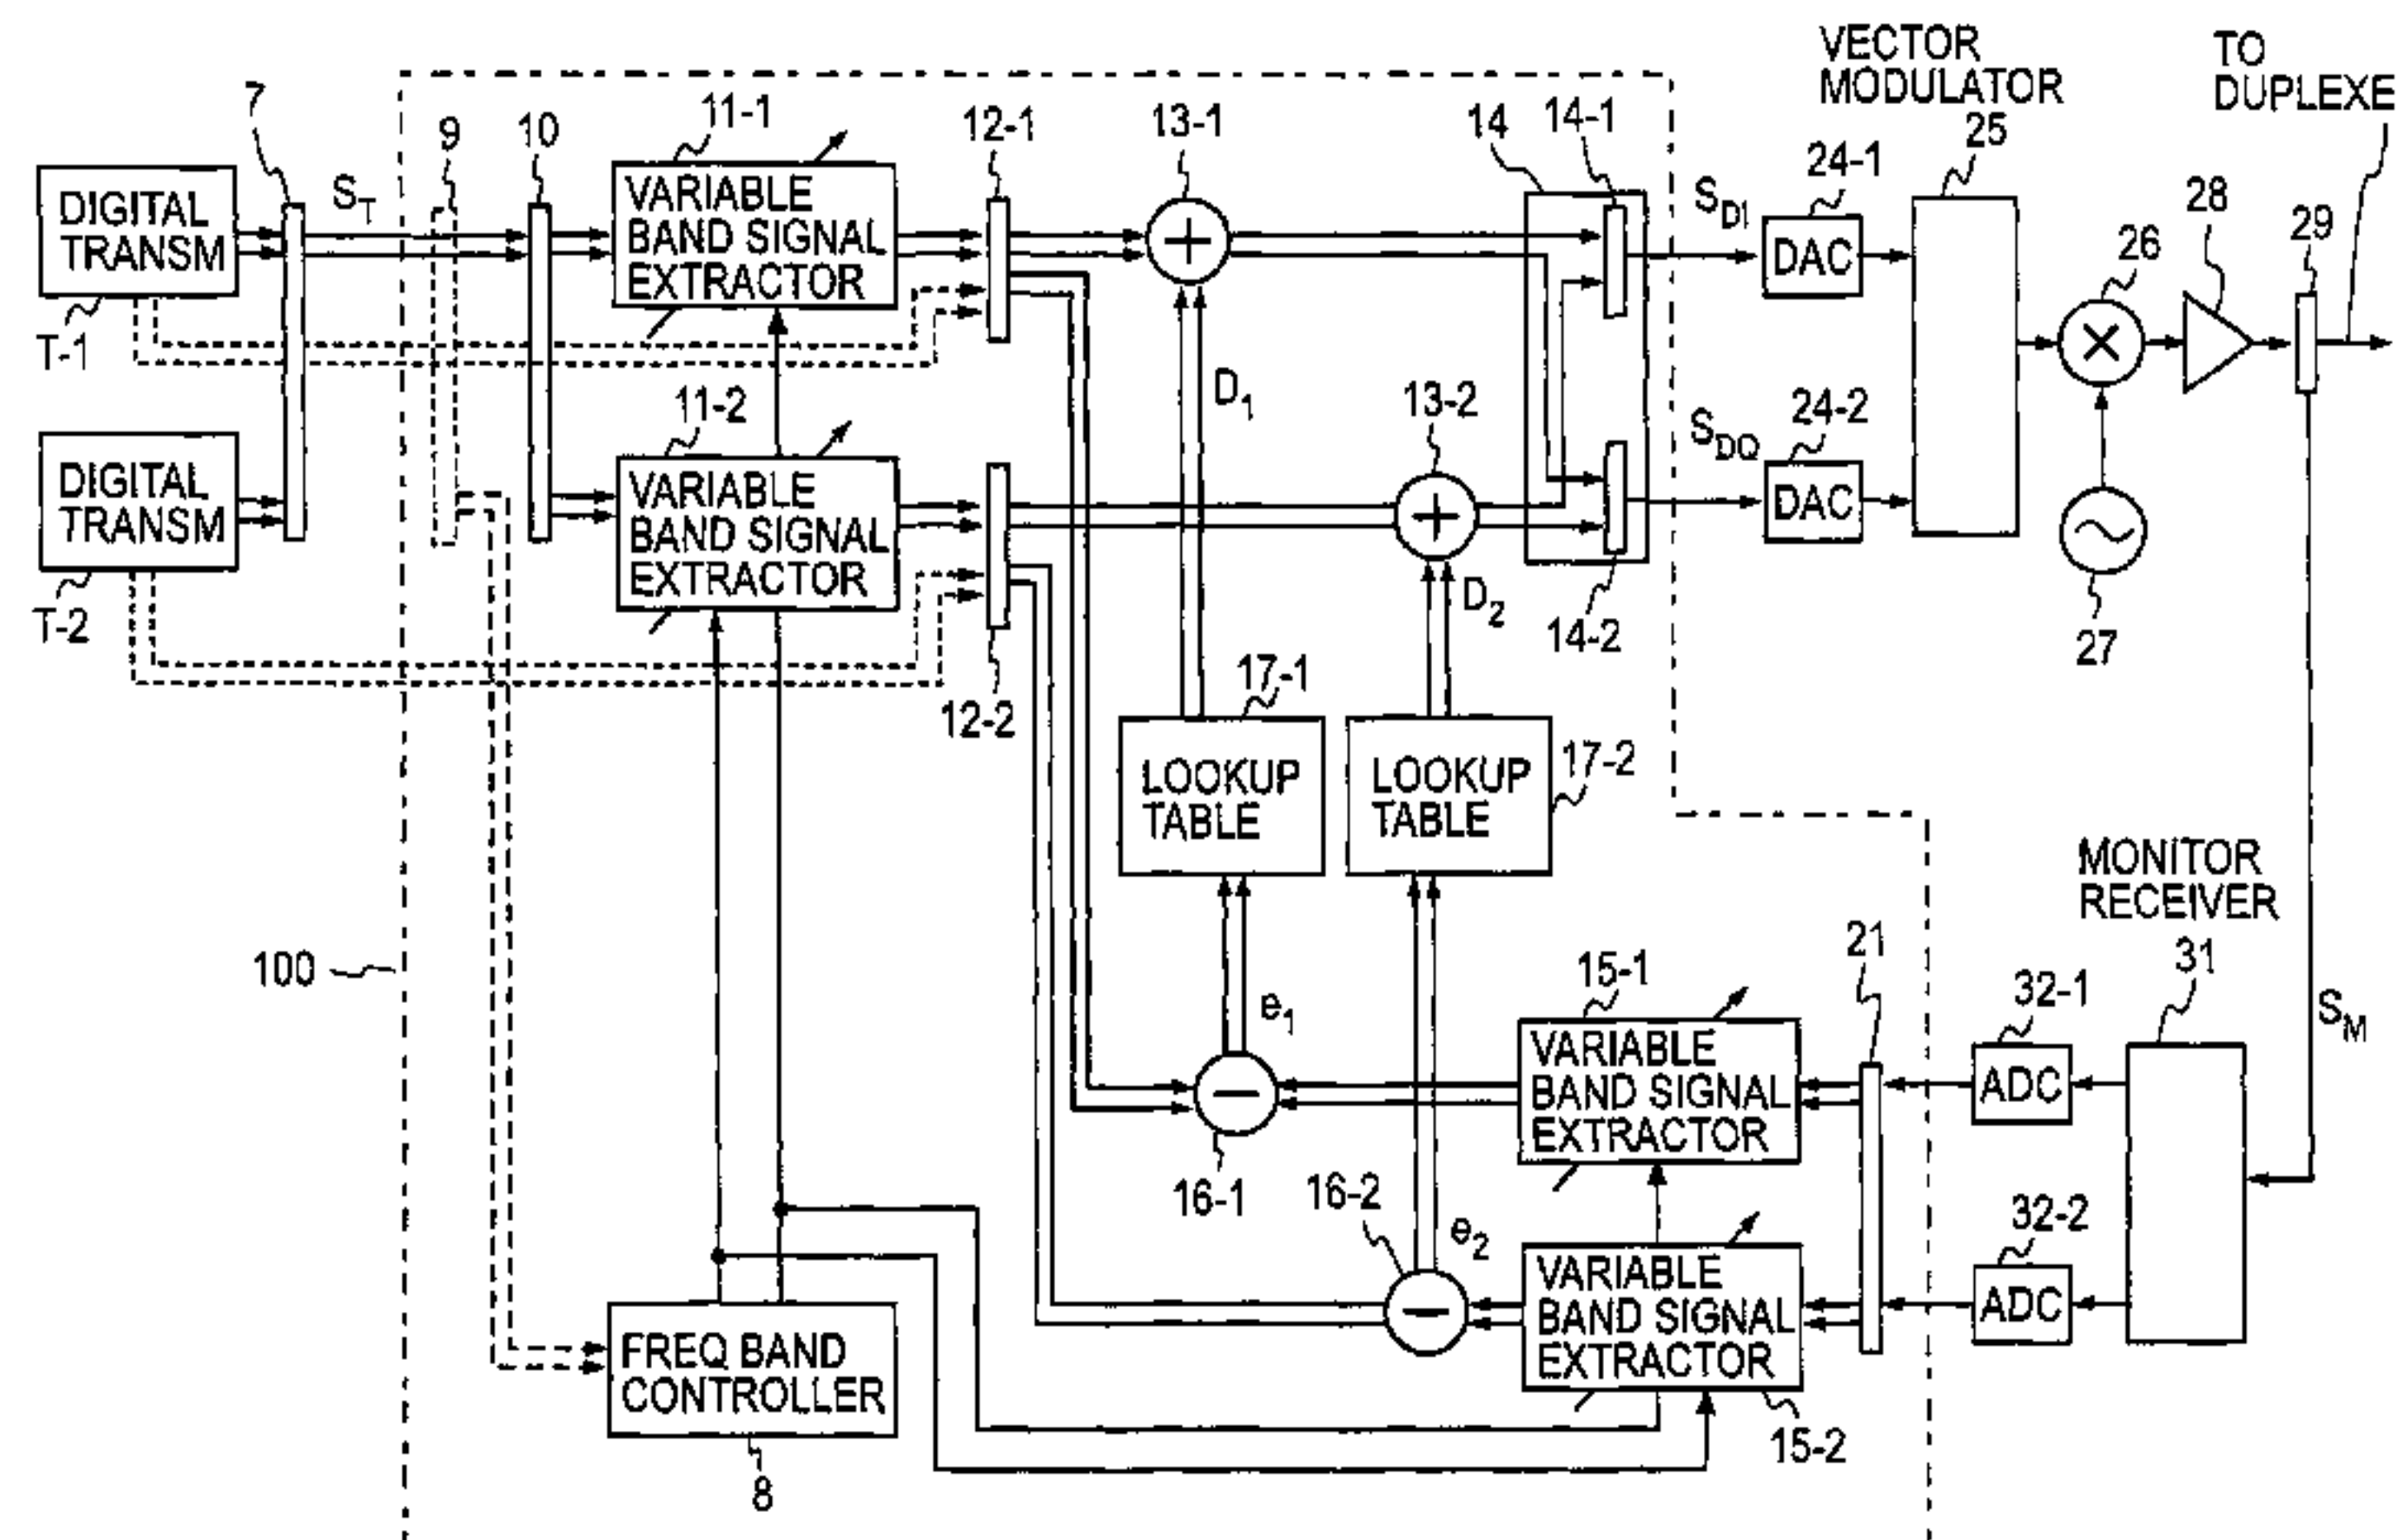 VECTOR
MODULATOR
25
TO
DUPLEXE
7
9
10
11-1
12-1
13-1
14
14-1
24-1
28
29
DIGITAL
TRANSM
T-1
S_T
VARIABLE
BAND SIGNAL
EXTRACTOR
S_DI
DAC
26
11-2
D_1
13-2
S_DQ
24-2
DIGITAL
TRANSM
T-2
VARIABLE
BAND SIGNAL
EXTRACTOR
DAC
D_2
14-2
27
12-2
17-1
LOOKUP
TABLE
LOOKUP
TABLE
17-2
MONITOR
RECEIVER
31
100
e_1
15-1
21
32-1
S_M
VARIABLE
BAND SIGNAL
EXTRACTOR
ADC
16-1
16-2
e_2
32-2
VARIABLE
BAND SIGNAL
EXTRACTOR
ADC
FREQ BAND
CONTROLLER
15-2
8